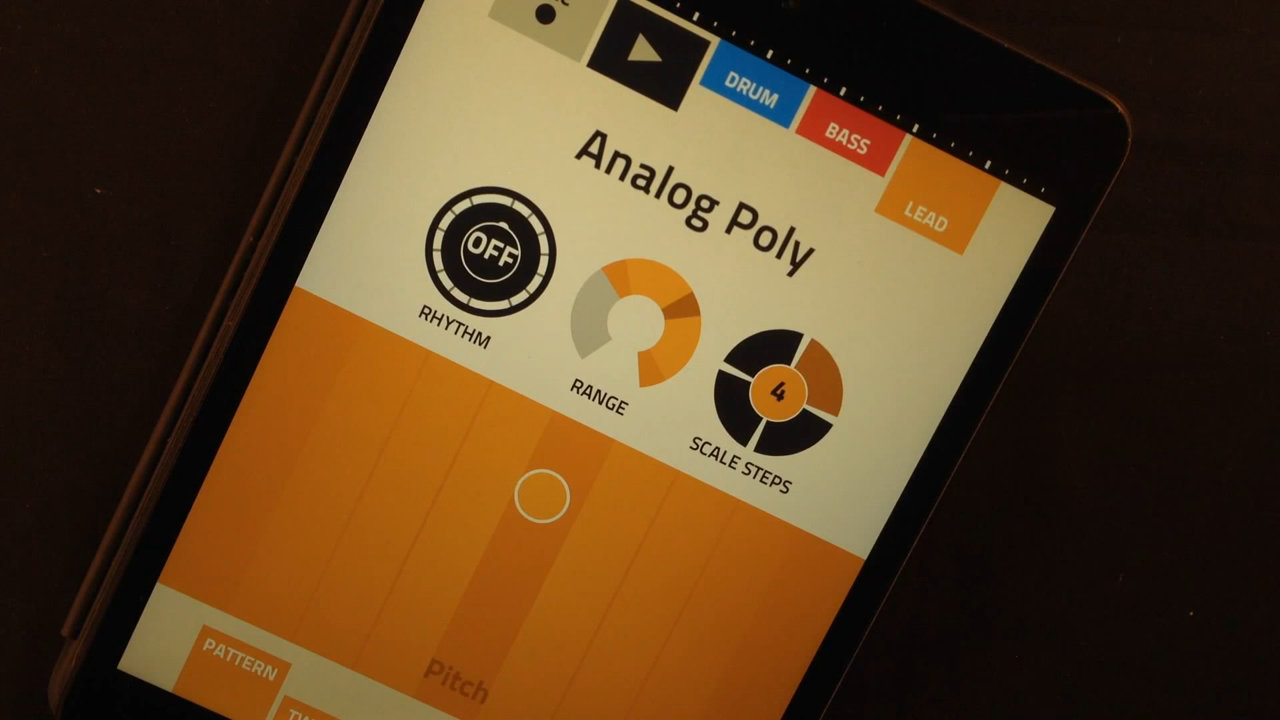 DRUM
BASS
LEAD
Analog Poly
OFF
RHYTHM
RANGE
4
SCALE STEPS
Pitch
PATTERN